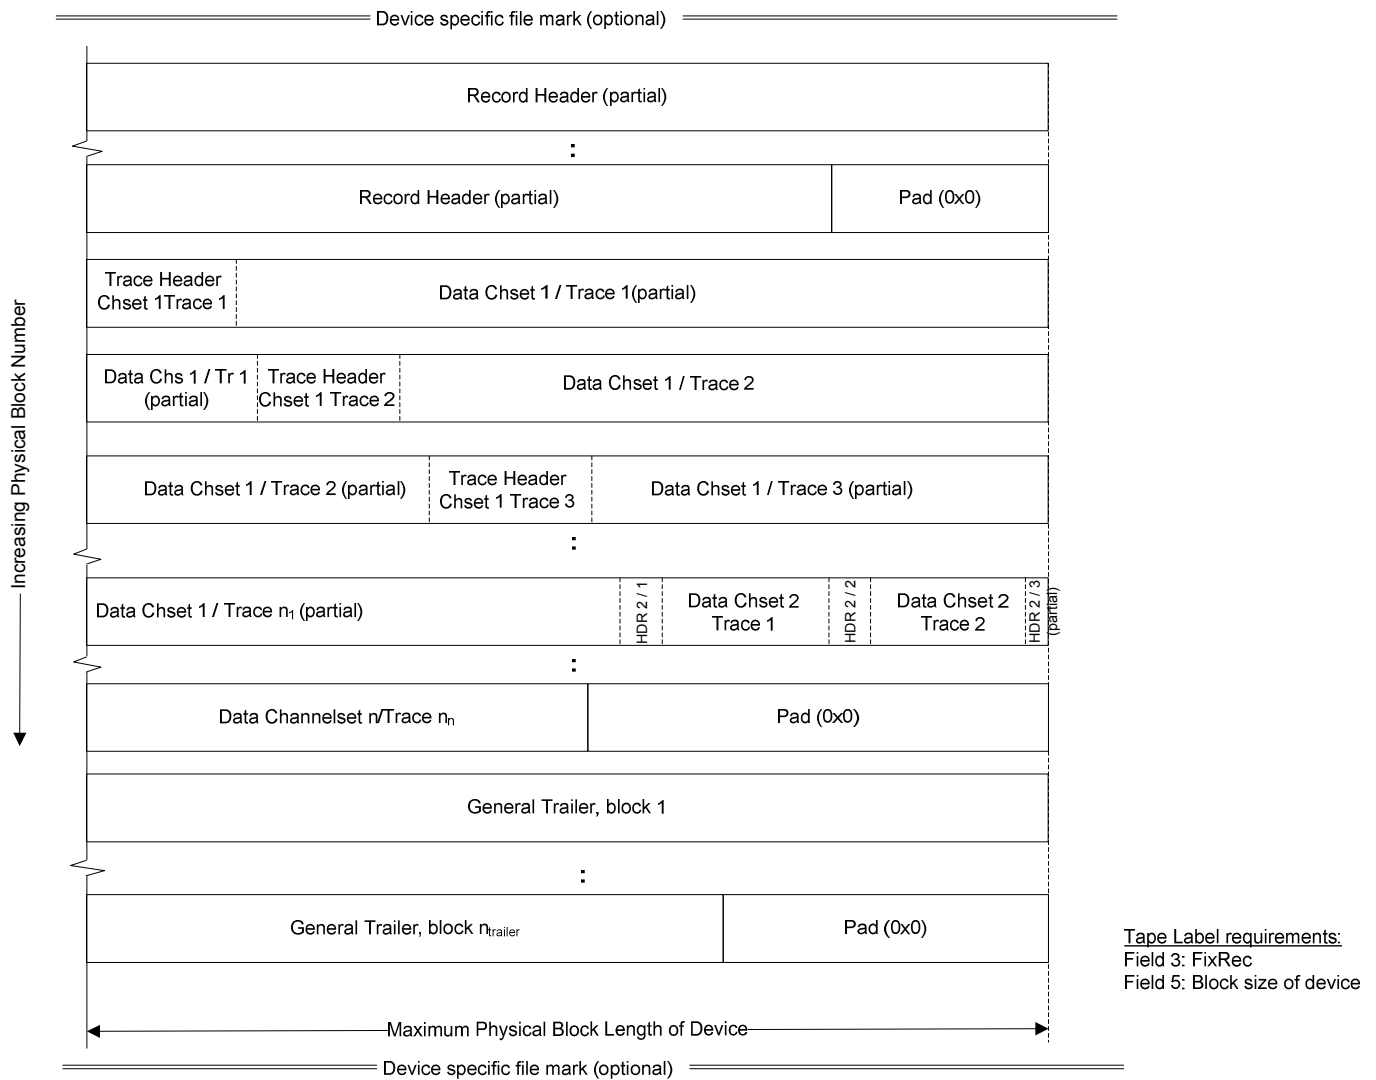 Device specific file mark (optional)
Record Header (partial)
:
Record Header (partial)
Pad (0x0)
Trace Header
Chset 1Trace 1
Data Chset 1 / Trace 1(partial)
Data Chs 1 / Tr 1
(partial)
Trace Header
Chset 1 Trace 2
Data Chset 1 / Trace 2
Data Chset 1 / Trace 2 (partial)
Trace Header
Chset 1 Trace 3
Data Chset 1 / Trace 3 (partial)
:
Increasing Physical Block Number
Data Chset 1 / Trace n1 (partial)
HDR 2 / 1
Data Chset 2
Trace 1
HDR 2 / 2
Data Chset 2
Trace 2
HDR 2 / 3
(partial)
:
Data Channelset n/Trace nn
Pad (0x0)
General Trailer, block 1
:
General Trailer, block ntrailer
Pad (0x0)
Tape Label requirements:
Field 3: FixRec
Field 5: Block size of device
Maximum Physical Block Length of Device
Device specific file mark (optional)